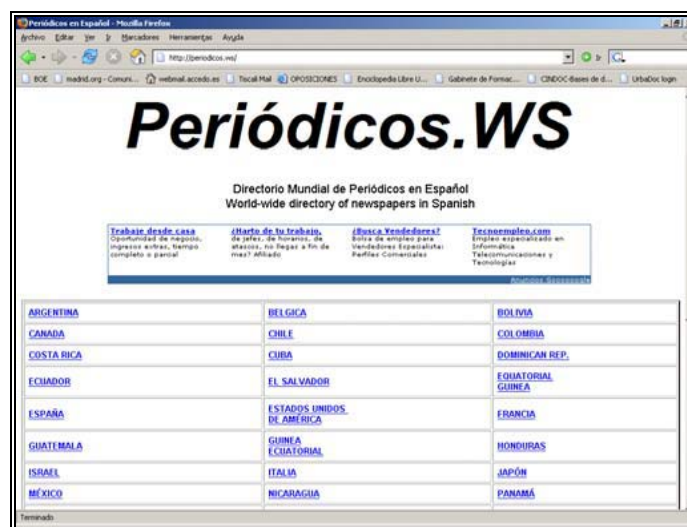 Periódicos en Español - Mozilla Firefox
Archivo Editar Ver Ir Marcadores Herramientas Ayuda
http://periodicos.ws/
BOE madrid.org - Comuni... webmail.accedo.es Tiscali Mail OPOSICIONES Enciclopedia Libre U... Gabinete de Formac... CINDOC-Bases de d... UrbaDoc login
Periódicos.WS
Directorio Mundial de Periódicos en Español
World-wide directory of newspapers in Spanish
Trabaje desde casa
Oportunidad de negocio,
ingresos extras, tiempo
completo o parcial
¿Harto de tu trabajo,
de jefes, de horarios, de
atascos, no llegas a fin de
mes? Afiliado
¿Busca Vendedores?
Bolsa de empleo para
Vendedores Especialistas
Perfiles Comerciales
Tecnoempleo.com
Empleo especializado en
Informática
Telecomunicaciones y
Tecnologías
Anuncios Goooooogle
ARGENTINA BELGICA BOLIVIA
CANADA CHILE COLOMBIA
COSTA RICA CUBA DOMINICAN REP.
ECUADOR EL SALVADOR EQUATORIAL
GUINEA
ESPAÑA ESTADOS UNIDOS
DE AMÉRICA FRANCIA
GUATEMALA GUINEA
ECUATORIAL HONDURAS
ISRAEL ITALIA JAPÓN
MÉXICO NICARAGUA PANAMÁ
Terminado